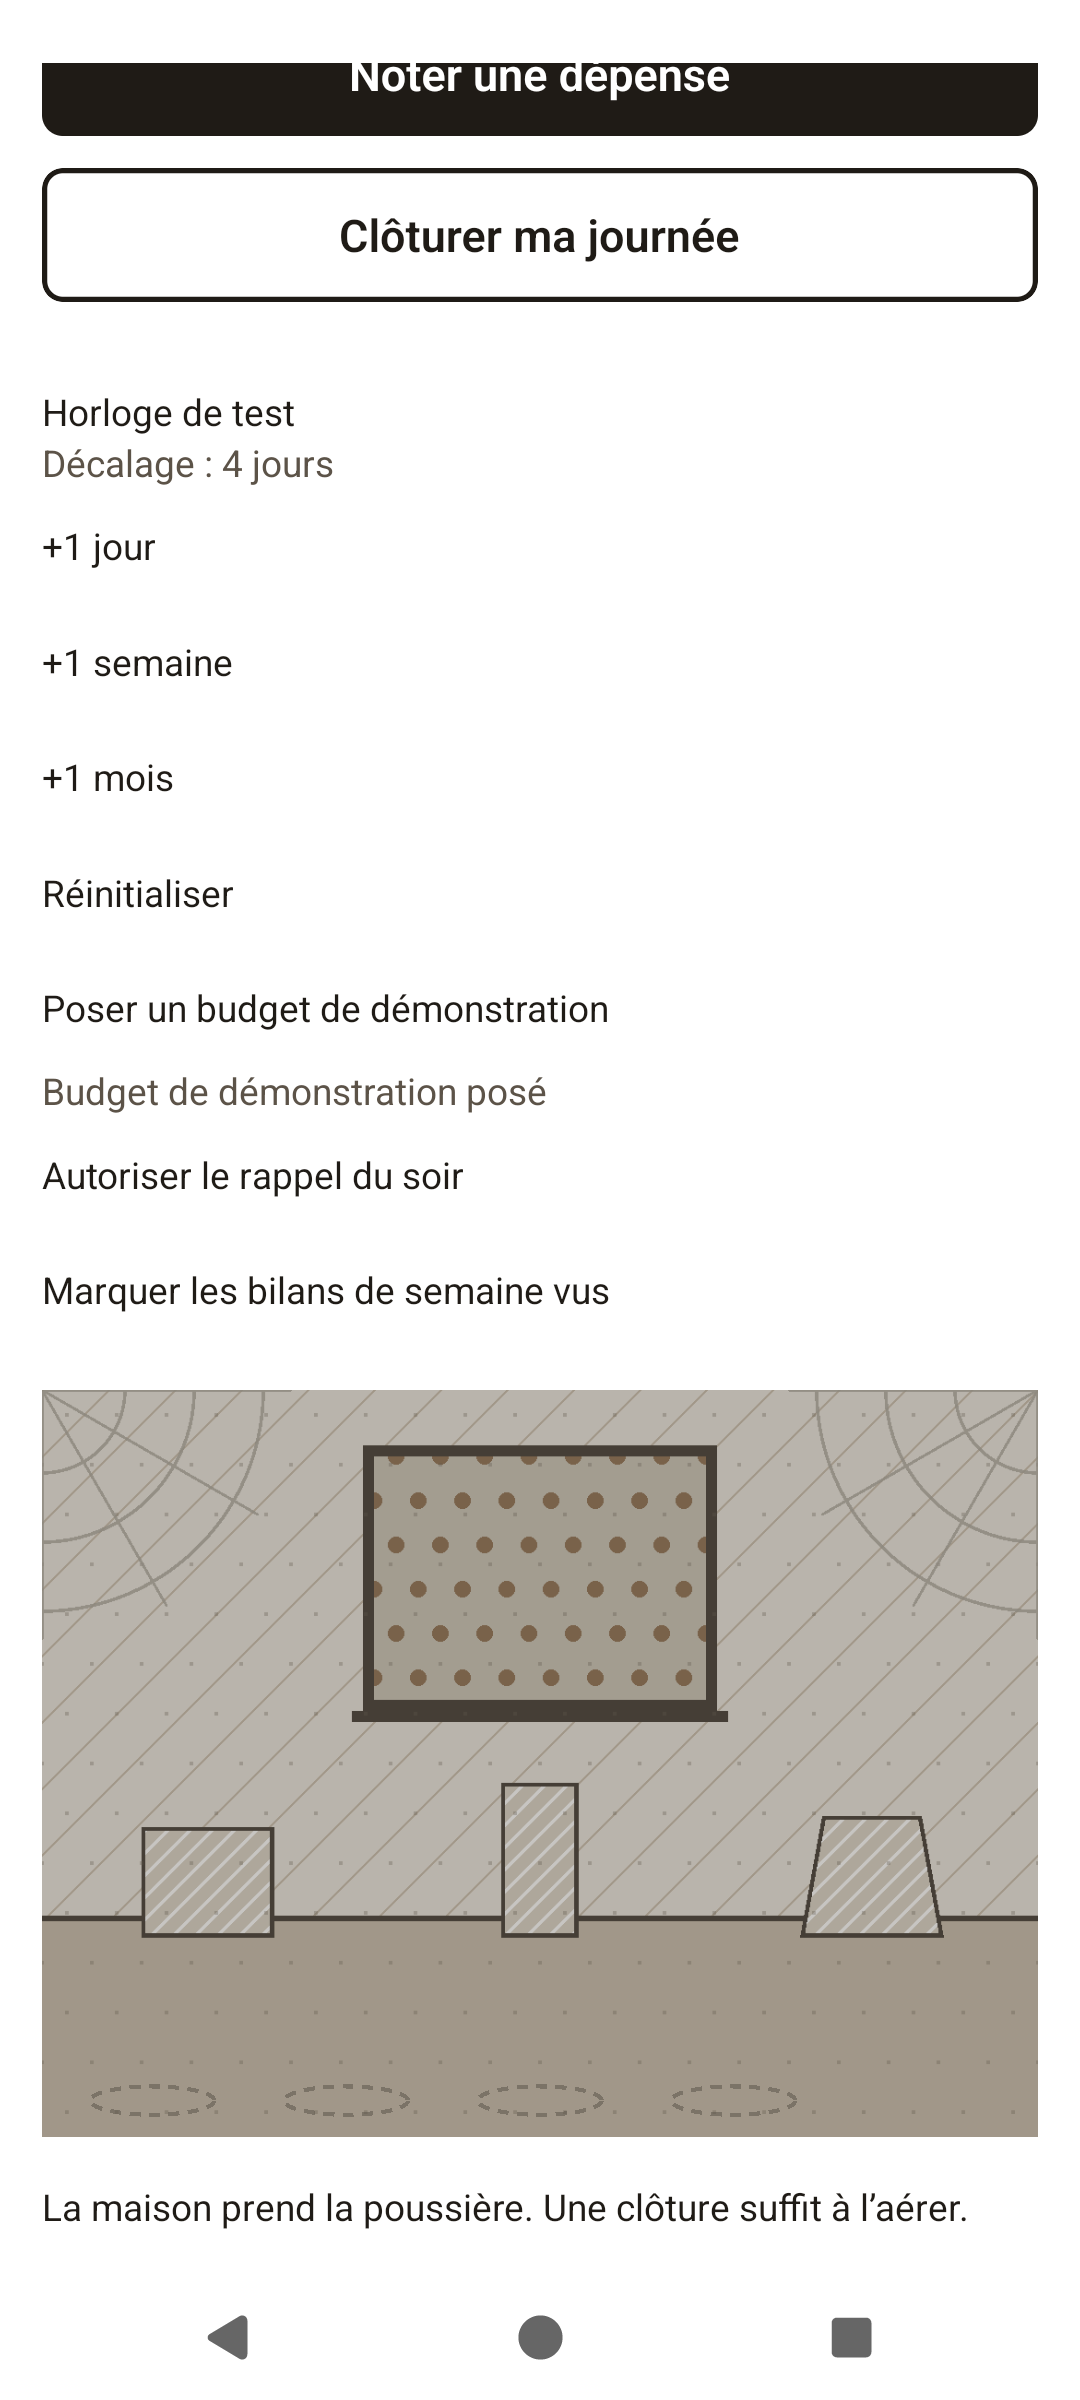 Noter une dépense
Clôturer ma journée
Horloge de test
Décalage : 4 jours
+1 jour
+1 semaine
+1 mois
Réinitialiser
Poser un budget de démonstration
Budget de démonstration posé
Autoriser le rappel du soir
Marquer les bilans de semaine vus
La maison prend la poussière. Une clôture suffit à l’aérer.